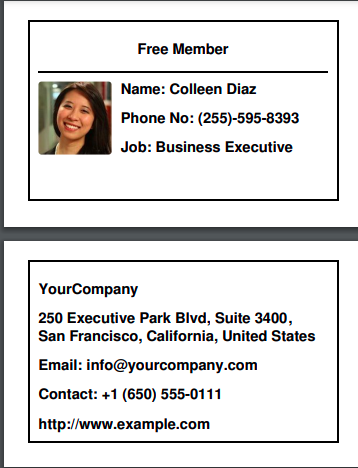 Free Member
Name: Colleen Diaz
Phone No: (255)-595-8393
Job: Business Executive
YourCompany
250 Executive Park Blvd, Suite 3400,
San Francisco, California, United States
Email: info@yourcompany.com
Contact: +1 (650) 555-0111
http://www.example.com